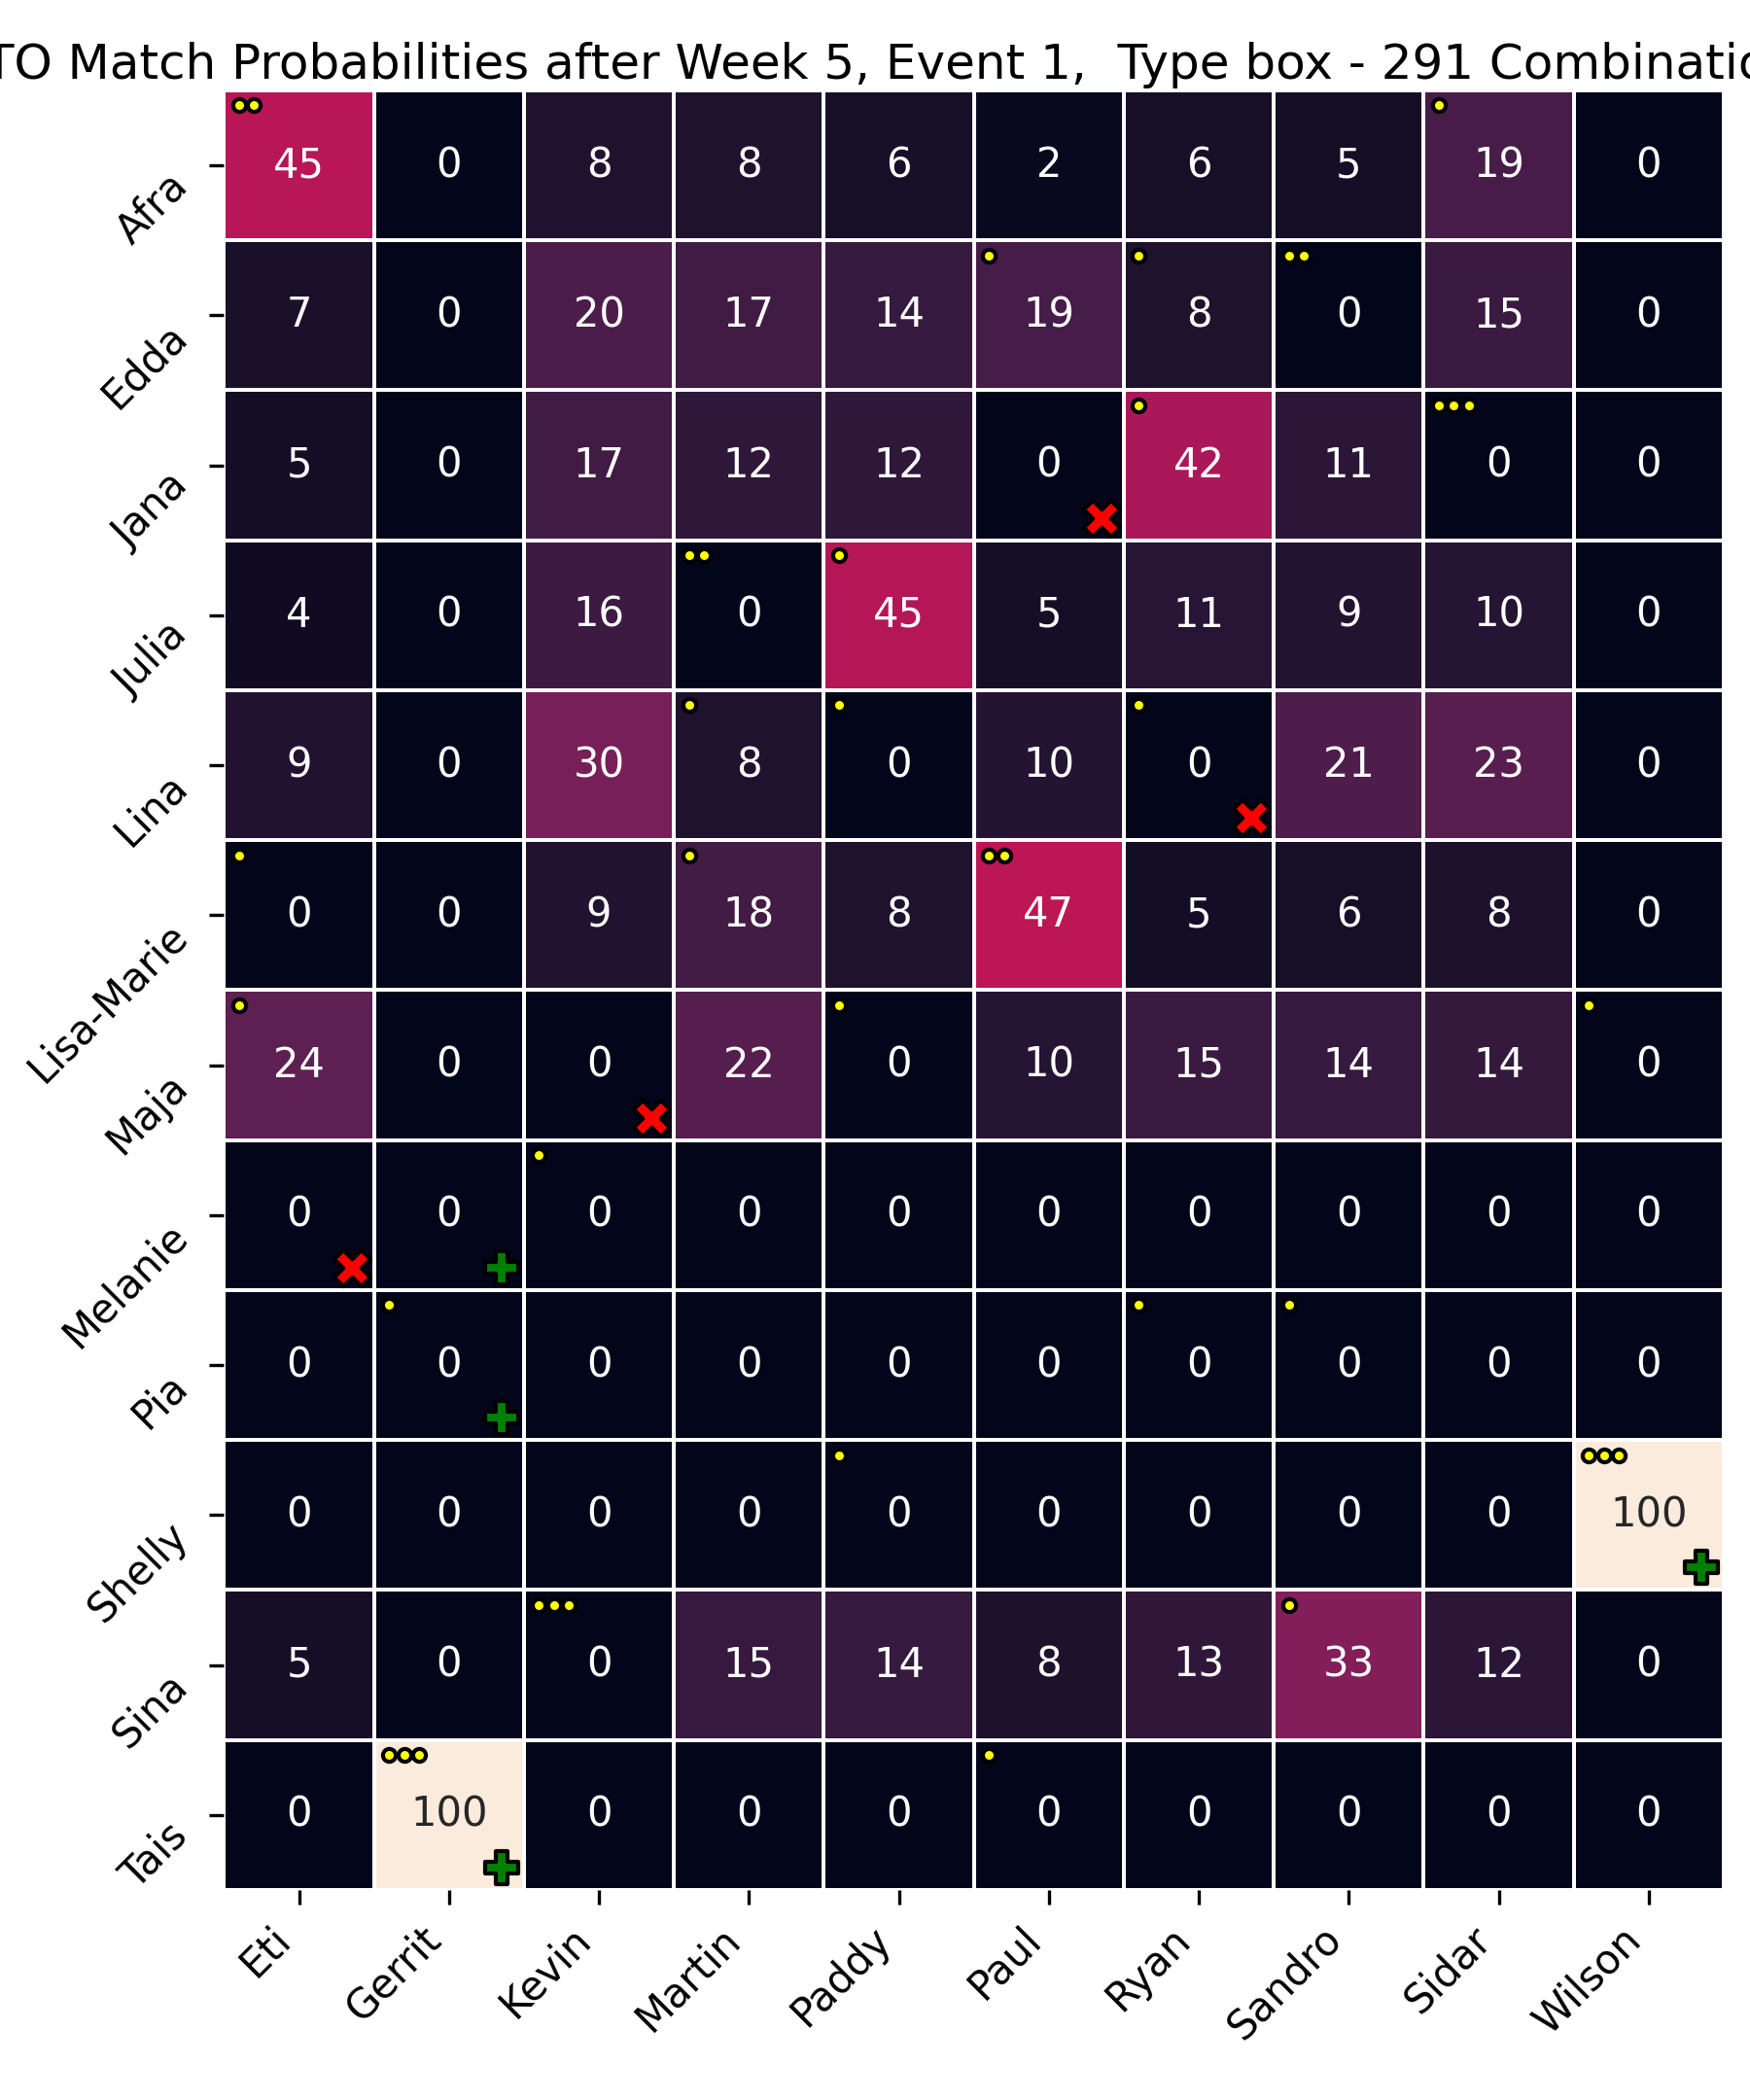 TO Match Probabilities after Week 5, Event 1, Type box - 291 Combinatio
Afra 45 0 8 8 6 2 6 5 19 0
Edda 7 0 20 17 14 19 8 0 15 0
Jana 5 0 17 12 12 0 42 11 0 0
Julia 4 0 16 0 45 5 11 9 10 0
Lina 9 0 30 8 0 10 0 21 23 0
Lisa-Marie 0 0 9 18 8 47 5 6 8 0
Maja 24 0 0 22 0 10 15 14 14 0
Melanie 0 0 0 0 0 0 0 0 0 0
Pia 0 0 0 0 0 0 0 0 0 0
Shelly 0 0 0 0 0 0 0 0 0 100
Sina 5 0 0 15 14 8 13 33 12 0
Tais 0 100 0 0 0 0 0 0 0 0
Eti Gerrit Kevin Martin Paddy Paul Ryan Sandro Sidar Wilson